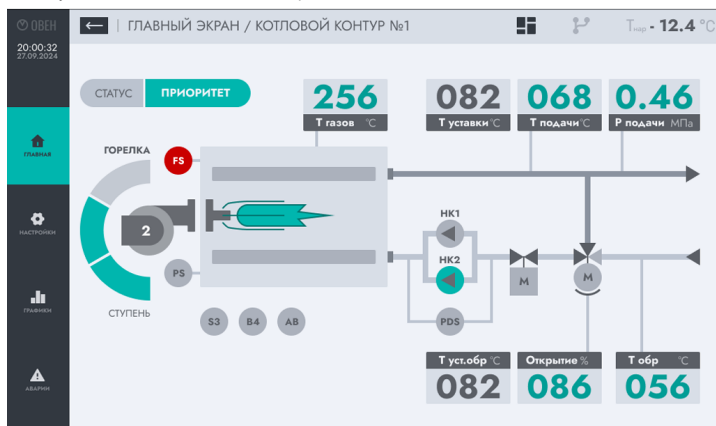 ОВЕН
ГЛАВНЫЙ ЭКРАН / КОТЛОВОЙ КОНТУР №1
Тнар - 12.4 °C
20:00:32
27.09.2024
СТАТУС
ПРИОРИТЕТ
256
Т газов °C
082
Т уставки °C
068
Т подачи °C
0.46
Р подачи МПа
ГЛАВНАЯ
ГОРЕЛКА
FS
2
PS
СТУПЕНЬ
НАСТРОЙКИ
НК1
НК2
M
M
PDS
S3
B4
AB
ГРАФИКИ
Т уст.обр °C
082
Открытие %
086
Т обр °C
056
АВАРИИ